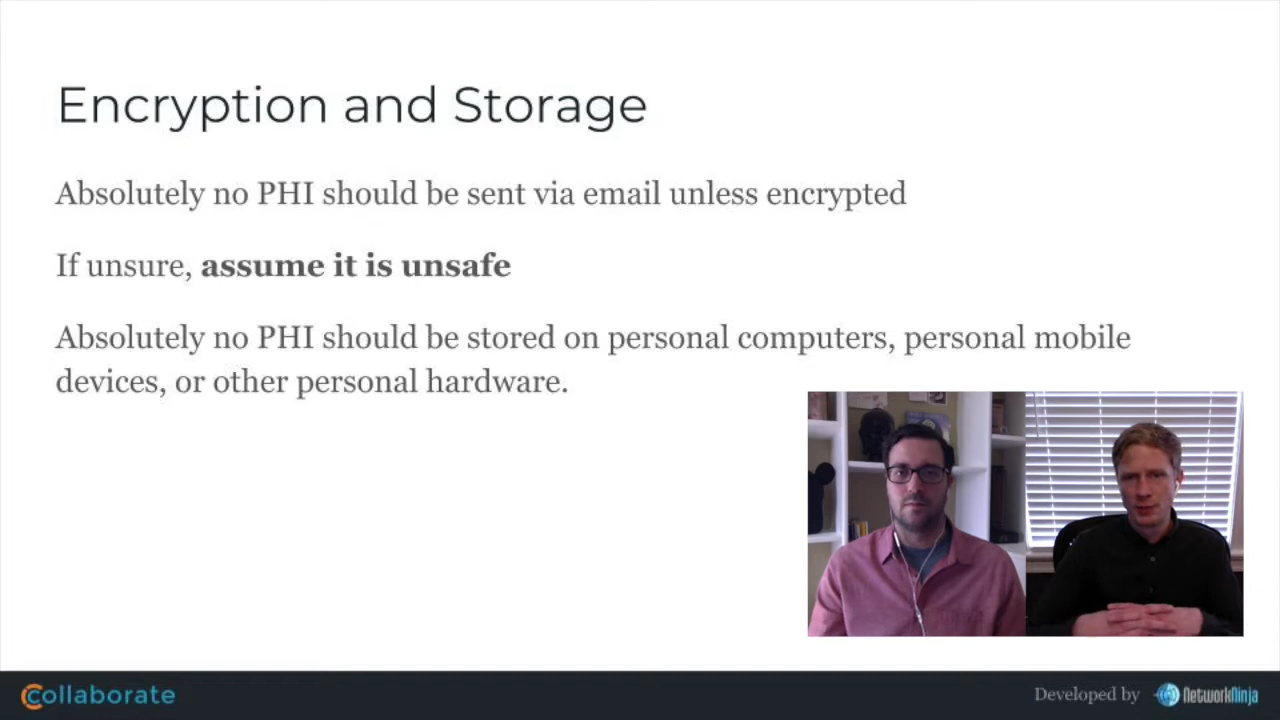 Encryption and Storage
Absolutely no PHI should be sent via email unless encrypted
If unsure, assume it is unsafe
Absolutely no PHI should be stored on personal computers, personal mobile
devices, or other personal hardware.
Collaborate
Developed by NetworkNinja